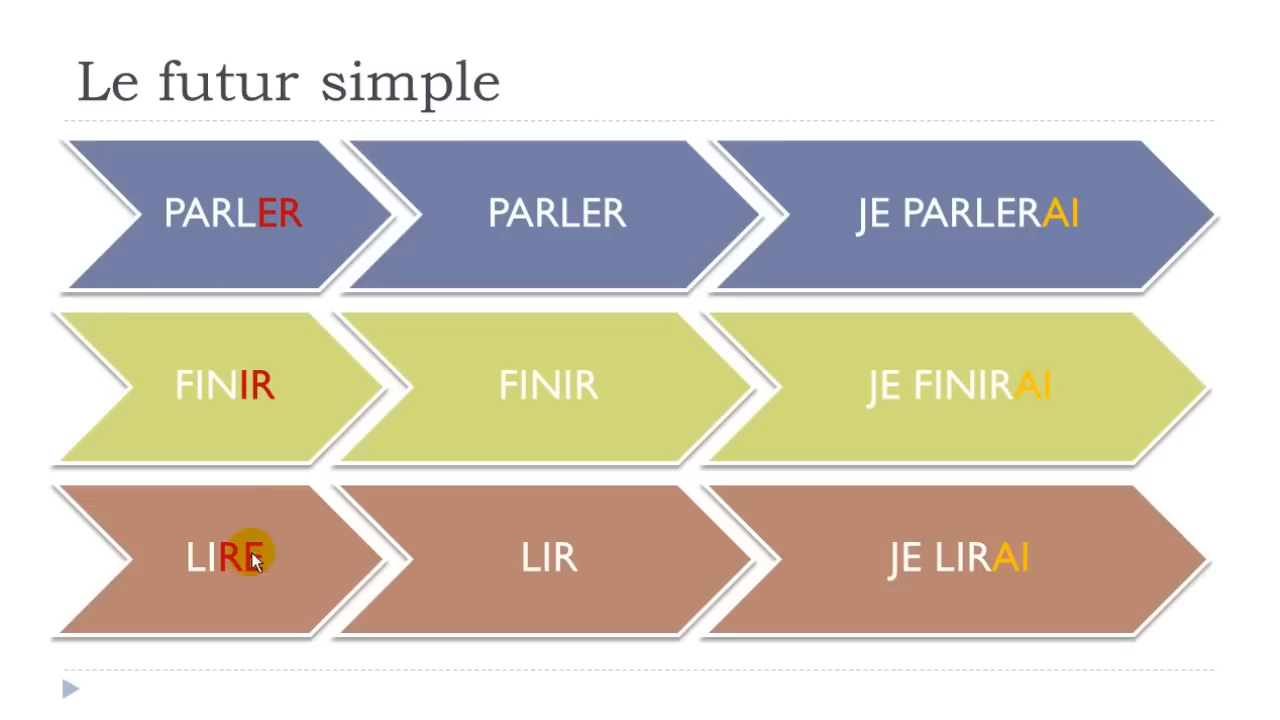 Le futur simple
PARLER PARLER JE PARLERAI
FINIR FINIR JE FINIRAI
LIRE LIR JE LIRAI